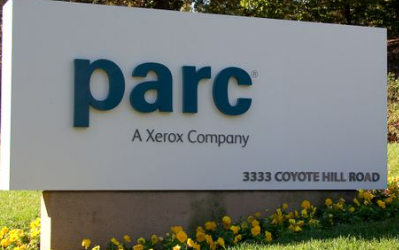 parc®
A Xerox Company
3333 COYOTE HILL ROAD